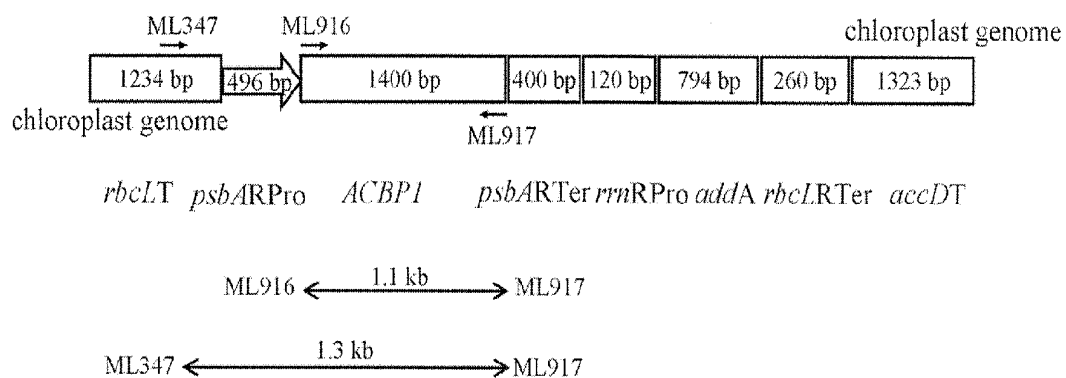 ML347 ML916 chloroplast genome
1234 bp 496 bp 1400 bp 400 bp 120 bp 794 bp 260 bp 1323 bp
chloroplast genome
ML917
rbcLT psbARPro ACBP1 psbARTer rrnRPro addA rbcLRTer accDT
1.1 kb
ML916 ML917
1.3 kb
ML347 ML917